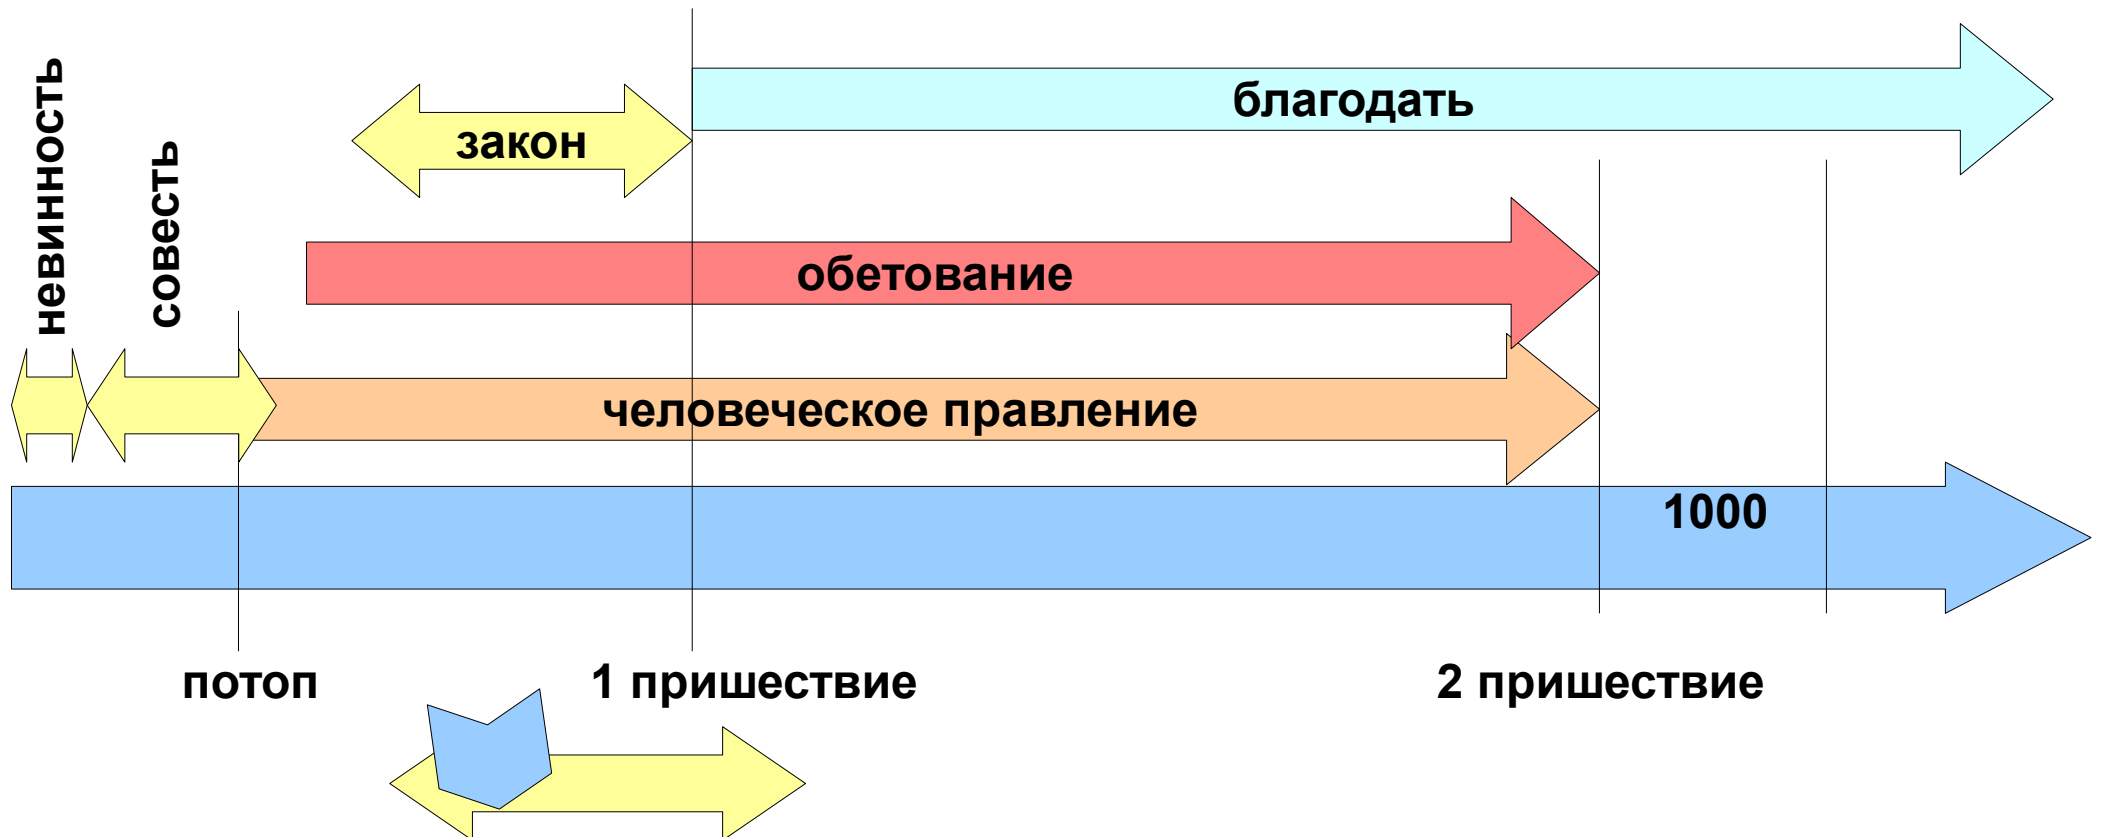 невинность
совесть
закон
благодать
обетование
человеческое правление
1000
потоп
1 пришествие
2 пришествие